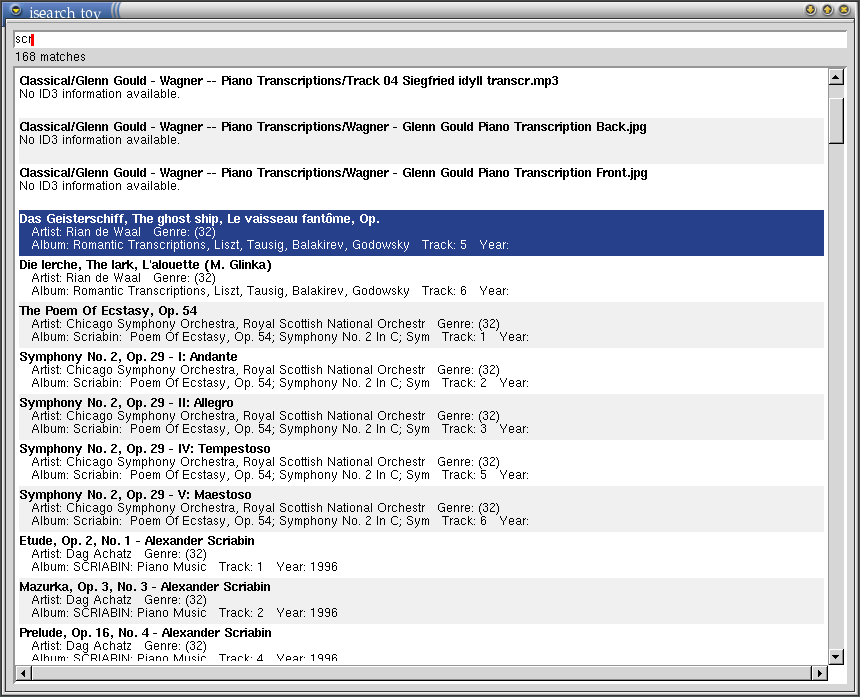 isearch toy
scr
168 matches
Classical/Glenn Gould - Wagner -- Piano Transcriptions/Track 04 Siegfried idyll transcr.mp3
No ID3 information available.
Classical/Glenn Gould - Wagner -- Piano Transcriptions/Wagner - Glenn Gould Piano Transcription Back.jpg
No ID3 information available.
Classical/Glenn Gould - Wagner -- Piano Transcriptions/Wagner - Glenn Gould Piano Transcription Front.jpg
No ID3 information available.
Das Geisterschiff, The ghost ship, Le vaisseau fantôme, Op.
Artist: Rian de Waal Genre: (32)
Album: Romantic Transcriptions, Liszt, Tausig, Balakirev, Godowsky Track: 5 Year:
Die lerche, The lark, L'alouette (M. Glinka)
Artist: Rian de Waal Genre: (32)
Album: Romantic Transcriptions, Liszt, Tausig, Balakirev, Godowsky Track: 6 Year:
The Poem Of Ecstasy, Op. 54
Artist: Chicago Symphony Orchestra, Royal Scottish National Orchestr Genre: (32)
Album: Scriabin: Poem Of Ecstasy, Op. 54; Symphony No. 2 In C; Sym Track: 1 Year:
Symphony No. 2, Op. 29 - I: Andante
Artist: Chicago Symphony Orchestra, Royal Scottish National Orchestr Genre: (32)
Album: Scriabin: Poem Of Ecstasy, Op. 54; Symphony No. 2 In C; Sym Track: 2 Year:
Symphony No. 2, Op. 29 - II: Allegro
Artist: Chicago Symphony Orchestra, Royal Scottish National Orchestr Genre: (32)
Album: Scriabin: Poem Of Ecstasy, Op. 54; Symphony No. 2 In C; Sym Track: 3 Year:
Symphony No. 2, Op. 29 - IV: Tempestoso
Artist: Chicago Symphony Orchestra, Royal Scottish National Orchestr Genre: (32)
Album: Scriabin: Poem Of Ecstasy, Op. 54; Symphony No. 2 In C; Sym Track: 5 Year:
Symphony No. 2, Op. 29 - V: Maestoso
Artist: Chicago Symphony Orchestra, Royal Scottish National Orchestr Genre: (32)
Album: Scriabin: Poem Of Ecstasy, Op. 54; Symphony No. 2 In C; Sym Track: 6 Year:
Etude, Op. 2, No. 1 - Alexander Scriabin
Artist: Dag Achatz Genre: (32)
Album: SCRIABIN: Piano Music Track: 1 Year: 1996
Mazurka, Op. 3, No. 3 - Alexander Scriabin
Artist: Dag Achatz Genre: (32)
Album: SCRIABIN: Piano Music Track: 2 Year: 1996
Prelude, Op. 16, No. 4 - Alexander Scriabin
Artist: Dag Achatz Genre: (32)
Album: SCRIABIN: Piano Music Track: 4 Year: 1996